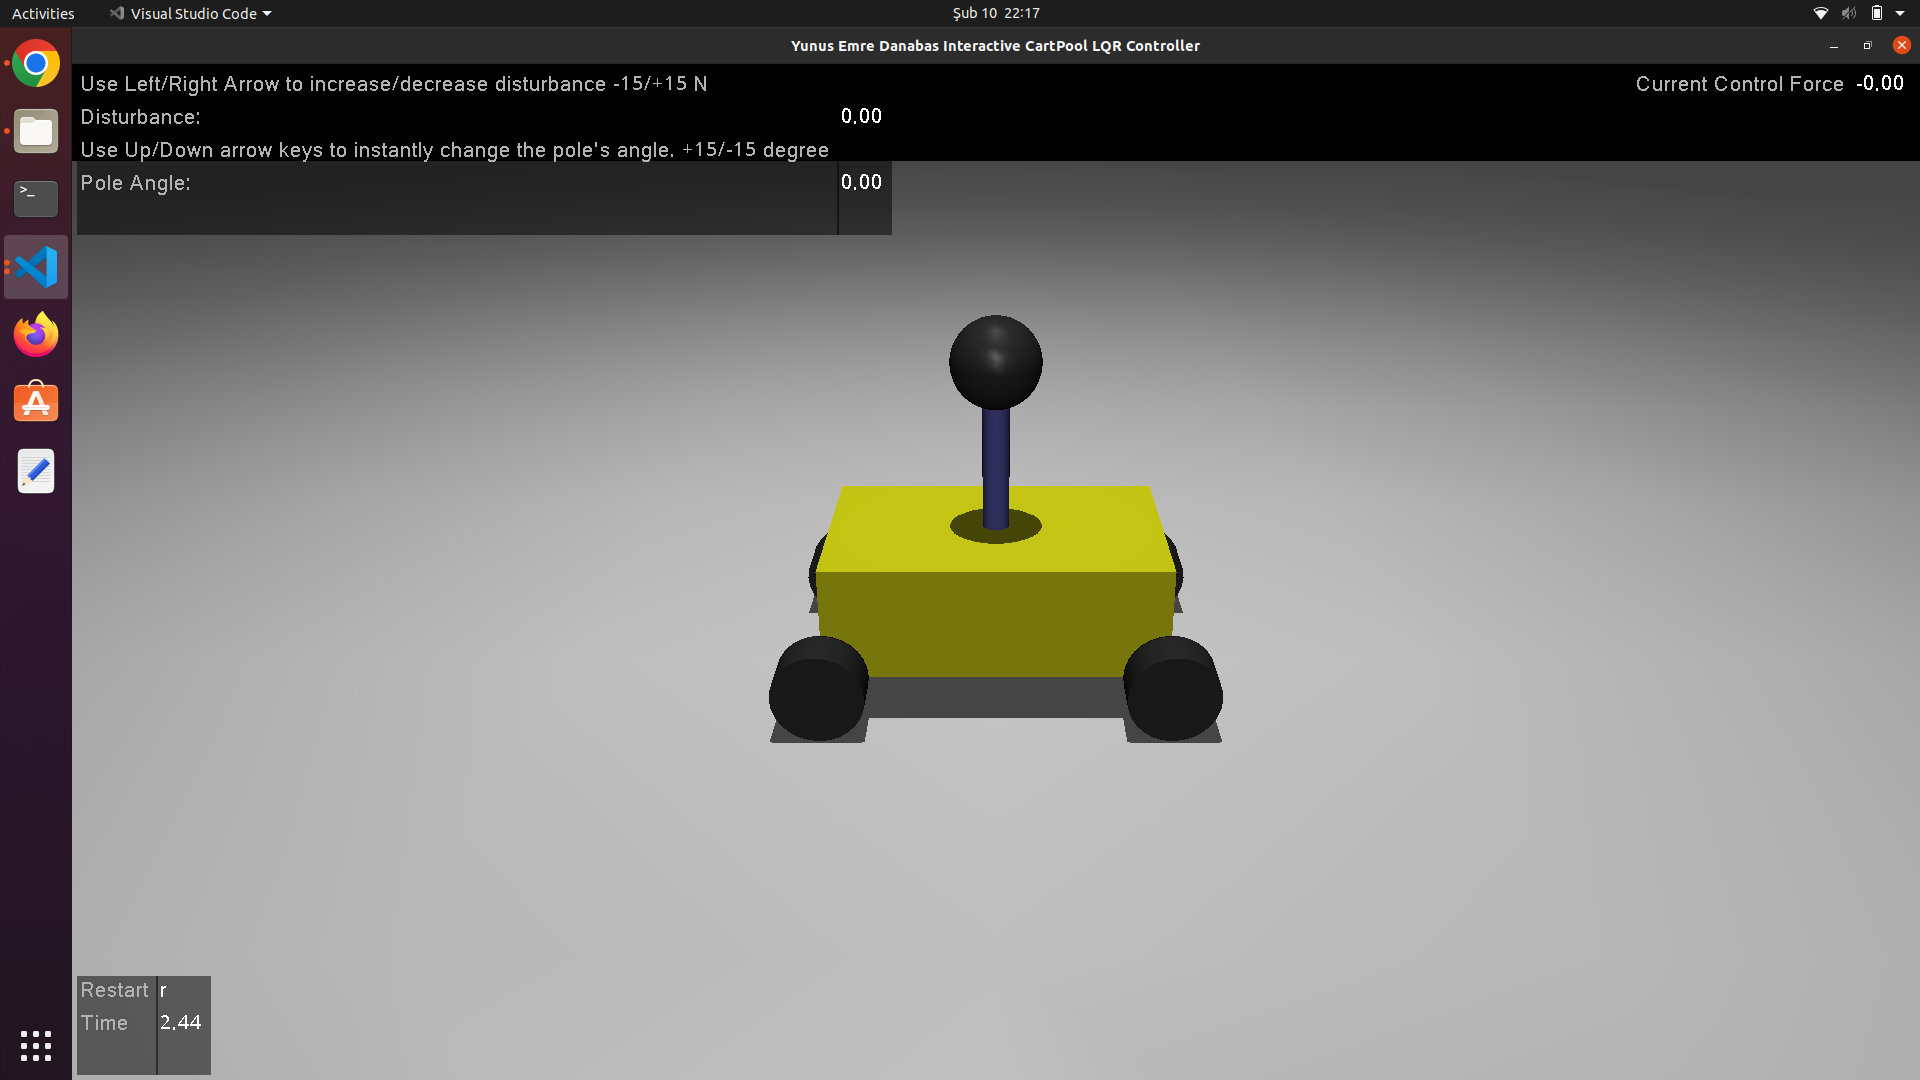 Activities
Visual Studio Code
Şub 10 22:17
Yunus Emre Danabas Interactive CartPool LQR Controller
Use Left/Right Arrow to increase/decrease disturbance -15/+15 N
Current Control Force -0.00
Disturbance: 0.00
Use Up/Down arrow keys to instantly change the pole's angle. +15/-15 degree
Pole Angle: 0.00
Restart r
Time 2.44